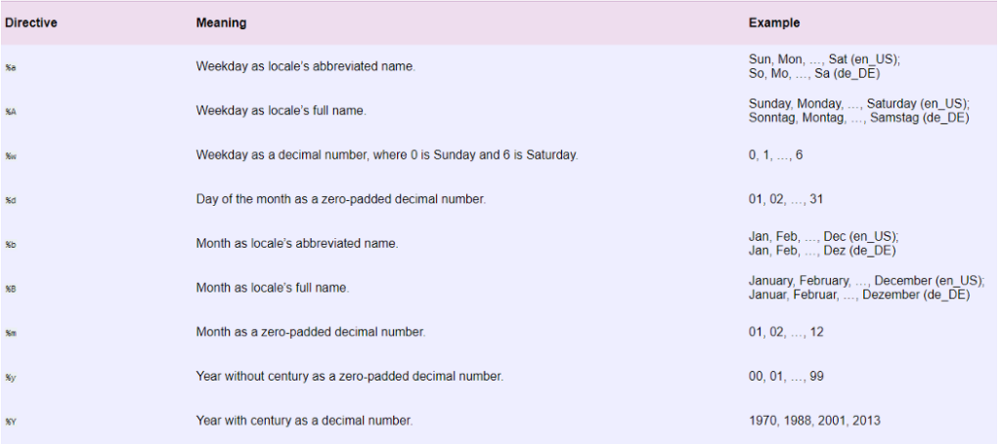 Directive Meaning Example
%a Weekday as locale’s abbreviated name. Sun, Mon, …, Sat (en_US);
So, Mo, …, Sa (de_DE)
%A Weekday as locale’s full name. Sunday, Monday, …, Saturday (en_US);
Sonntag, Montag, …, Samstag (de_DE)
%w Weekday as a decimal number, where 0 is Sunday and 6 is Saturday. 0, 1, …, 6
%d Day of the month as a zero-padded decimal number. 01, 02, …, 31
%b Month as locale’s abbreviated name. Jan, Feb, …, Dec (en_US);
Jan, Feb, …, Dez (de_DE)
%B Month as locale’s full name. January, February, …, December (en_US);
Januar, Februar, …, Dezember (de_DE)
%m Month as a zero-padded decimal number. 01, 02, …, 12
%y Year without century as a zero-padded decimal number. 00, 01, …, 99
%Y Year with century as a decimal number. 1970, 1988, 2001, 2013